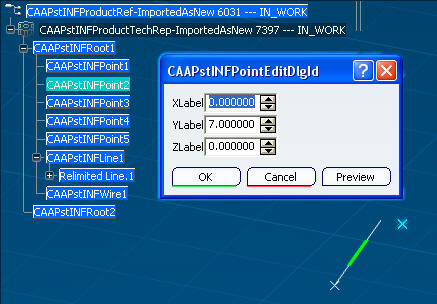 CAAPstINFProductRef-ImportedAsNew 6031 --- IN_WORK
CAAPstINFProductTechRep-ImportedAsNew 7397 --- IN_WORK
CAAPstINFRoot1
CAAPstINFPoint1
CAAPstINFPoint2
CAAPstINFPoint3
CAAPstINFPoint4
CAAPstINFPoint5
CAAPstINFLine1
Relimited Line.1
CAAPstINFWire1
CAAPstINFRoot2
CAAPstINFPointEditDlgId
XLabel 0.000000
YLabel 7.000000
ZLabel 0.000000
OK Cancel Preview